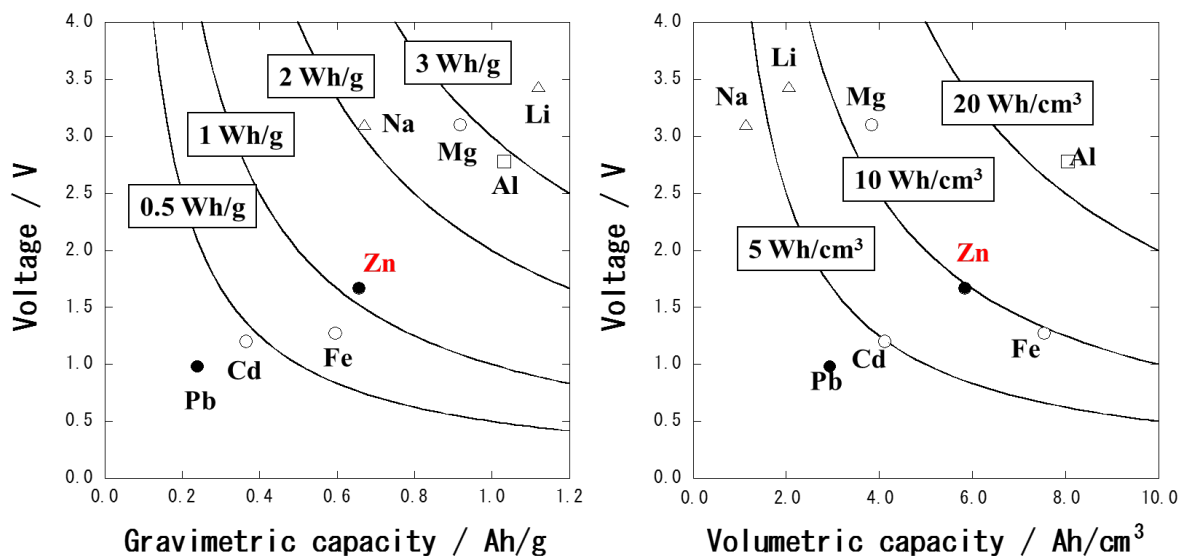 4.0
3.5
3.0
2.5
2.0
1.5
1.0
0.5
0.0
Voltage / V
0.0 0.2 0.4 0.6 0.8 1.0 1.2
Gravimetric capacity / Ah/g
0.5 Wh/g
1 Wh/g
2 Wh/g
3 Wh/g
Li
Na
Mg
Al
Zn
Fe
Cd
Pb
4.0
3.5
3.0
2.5
2.0
1.5
1.0
0.5
0.0
Voltage / V
0.0 2.0 4.0 6.0 8.0 10.0
Volumetric capacity / Ah/cm³
Li
Na
Mg
20 Wh/cm³
Al
10 Wh/cm³
5 Wh/cm³
Zn
Fe
Cd
Pb